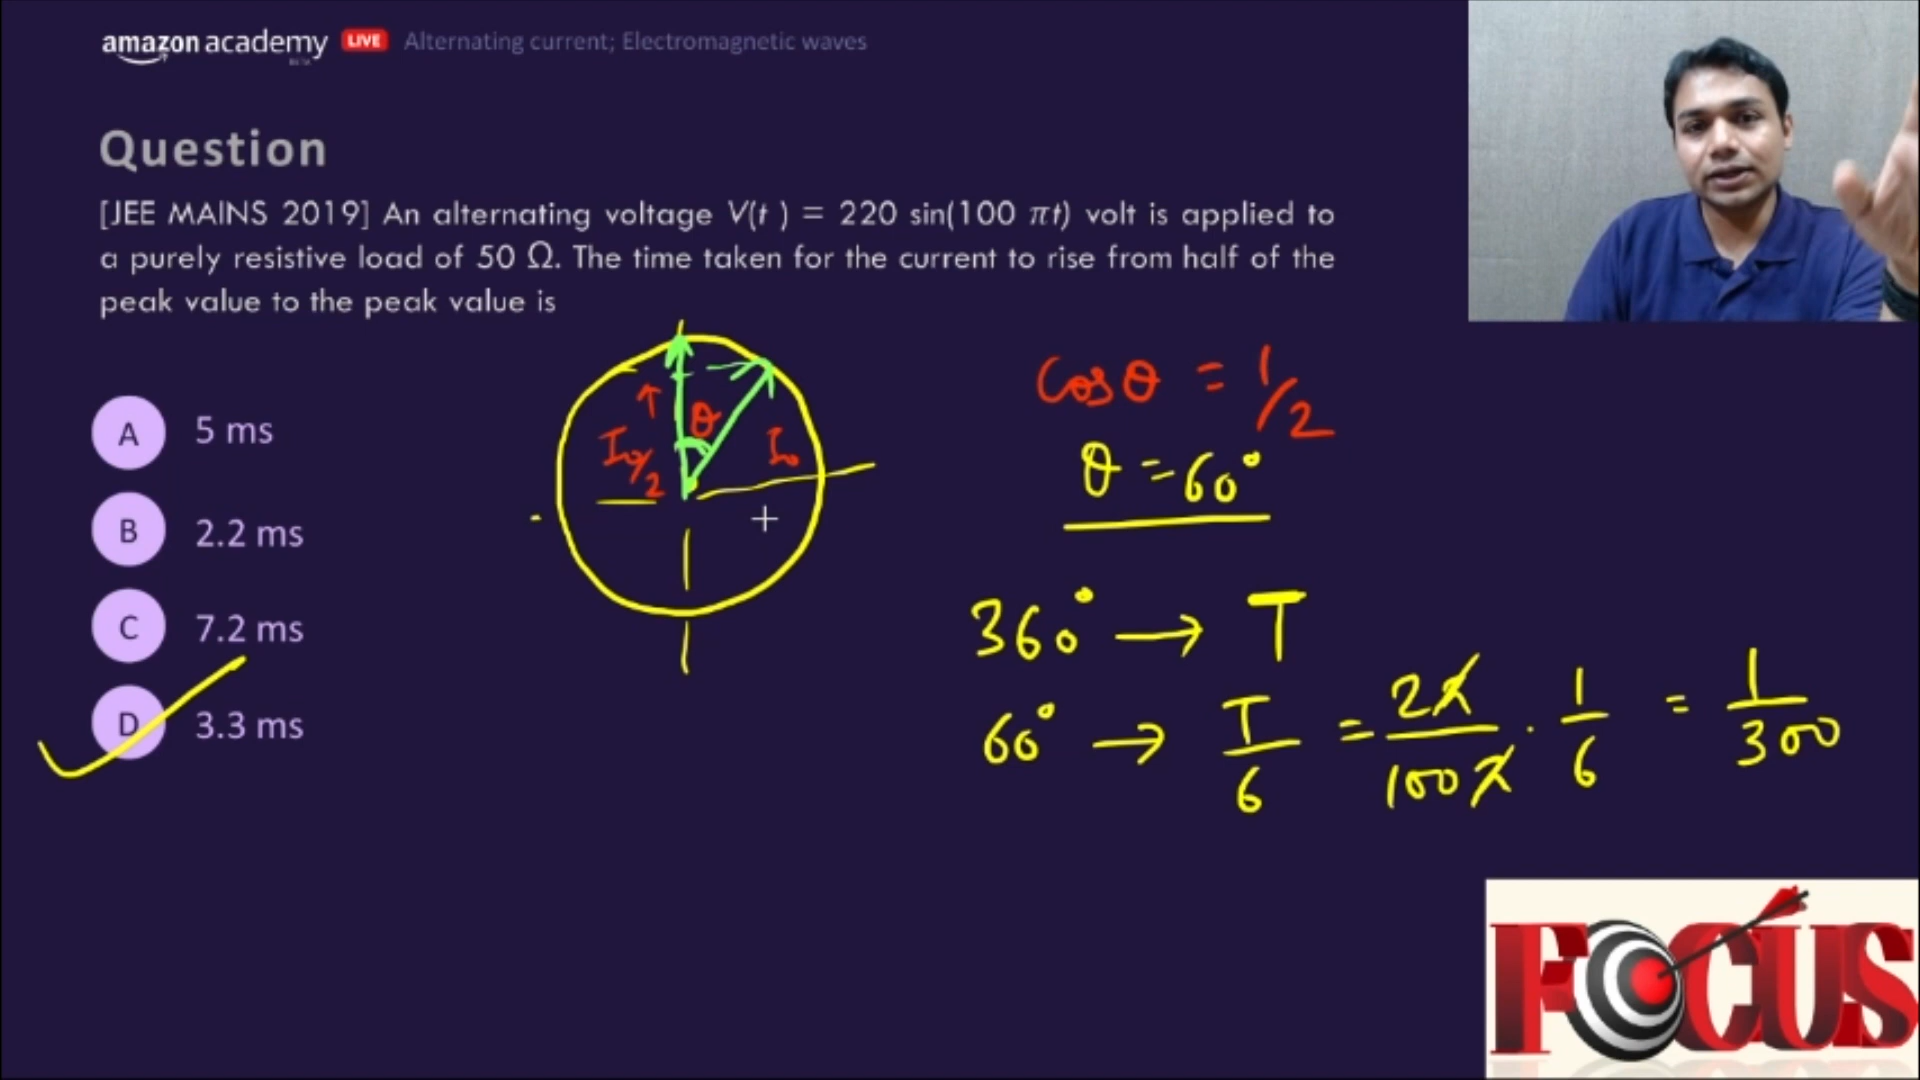 amazon academy LIVE Alternating current; Electromagnetic waves
BETA
Question
[JEE MAINS 2019] An alternating voltage V(t ) = 220 sin(100 πt) volt is applied to
a purely resistive load of 50 Ω. The time taken for the current to rise from half of the
peak value to the peak value is
A 5 ms
B 2.2 ms
C 7.2 ms
D 3.3 ms
θ
I₀/2
I₀
Cosθ = 1/2
θ = 60°
360° → T
60° → T/6 = 2π/100π · 1/6 = 1/300
FOCUS